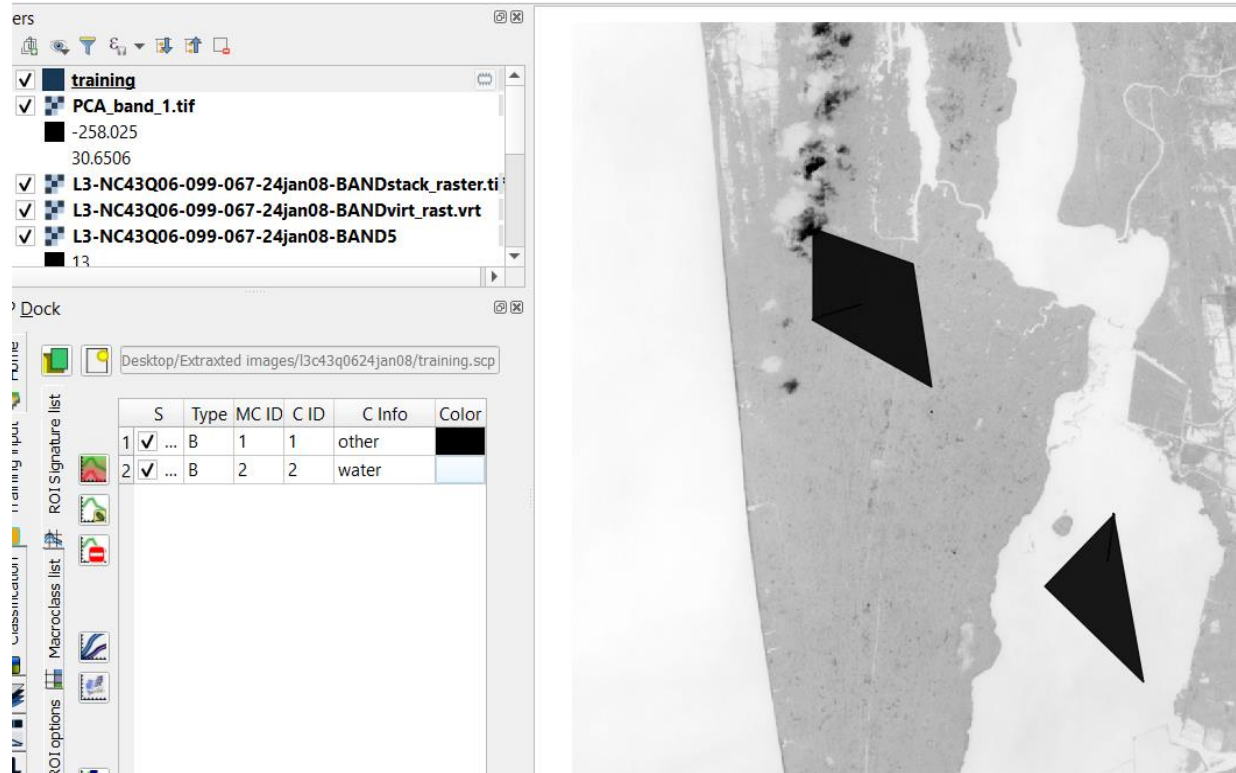 ers
training
PCA_band_1.tif
-258.025
30.6506
L3-NC43Q06-099-067-24jan08-BANDstack_raster.ti
L3-NC43Q06-099-067-24jan08-BANDvirt_rast.vrt
L3-NC43Q06-099-067-24jan08-BAND5
13
Dock
Desktop/Extraxted images/l3c43q0624jan08/training.scp
ROI Signature list
Macroclass list
ROI options
Training input
Classification
S Type MC ID C ID C Info Color
1 ... B 1 1 other
2 ... B 2 2 water